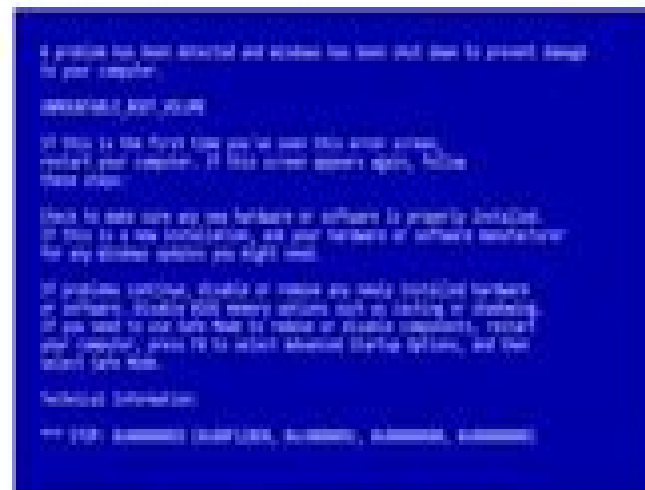 A problem has been detected and windows has been shut down to prevent damage
to your computer.
UNMOUNTABLE_BOOT_VOLUME
If this is the first time you've seen this error screen,
restart your computer. If this screen appears again, follow
these steps:
Check to make sure any new hardware or software is properly installed.
If this is a new installation, ask your hardware or software manufacturer
for any windows updates you might need.
If problems continue, disable or remove any newly installed hardware
or software. Disable BIOS memory options such as caching or shadowing.
If you need to use Safe Mode to remove or disable components, restart
your computer, press F8 to select Advanced Startup Options, and then
select Safe Mode.
Technical Information:
*** STOP: